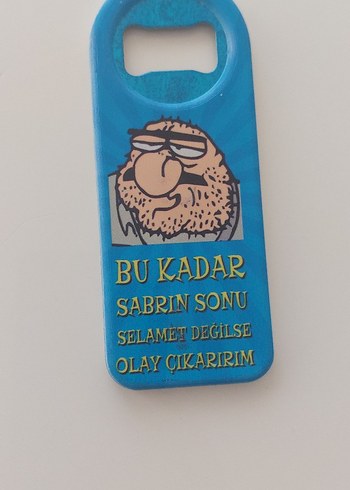 BU KADAR
SABRIN SONU
SELAMET DEĞİLSE
OLAY ÇIKARIRIM